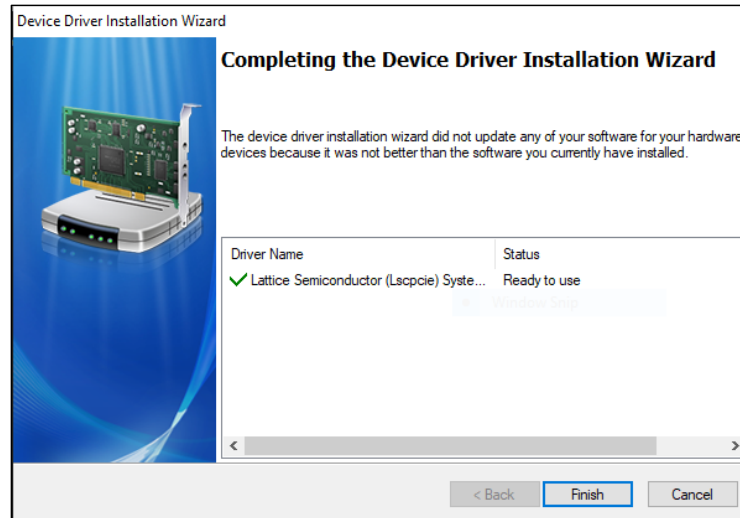 Device Driver Installation Wizard
Completing the Device Driver Installation Wizard
The device driver installation wizard did not update any of your software for your hardware
devices because it was not better than the software you currently have installed.
Driver Name Status
Lattice Semiconductor (Lscpcie) Syste... Ready to use
Window Snip
< Back Finish Cancel